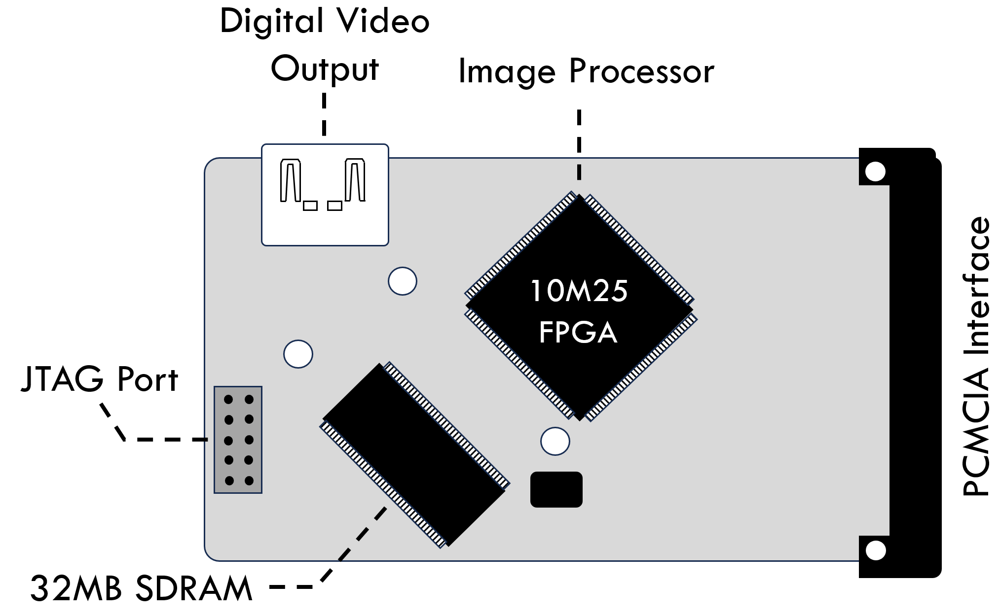 Digital Video
Output
Image Processor
10M25
FPGA
PCMCIA Interface
JTAG Port
32MB SDRAM